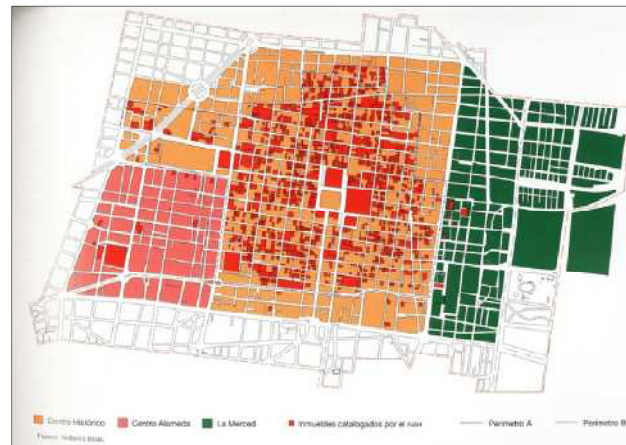 Centro Histórico
Centro Alameda
La Merced
Inmuebles catalogados por el
Perímetro A
Perímetro B